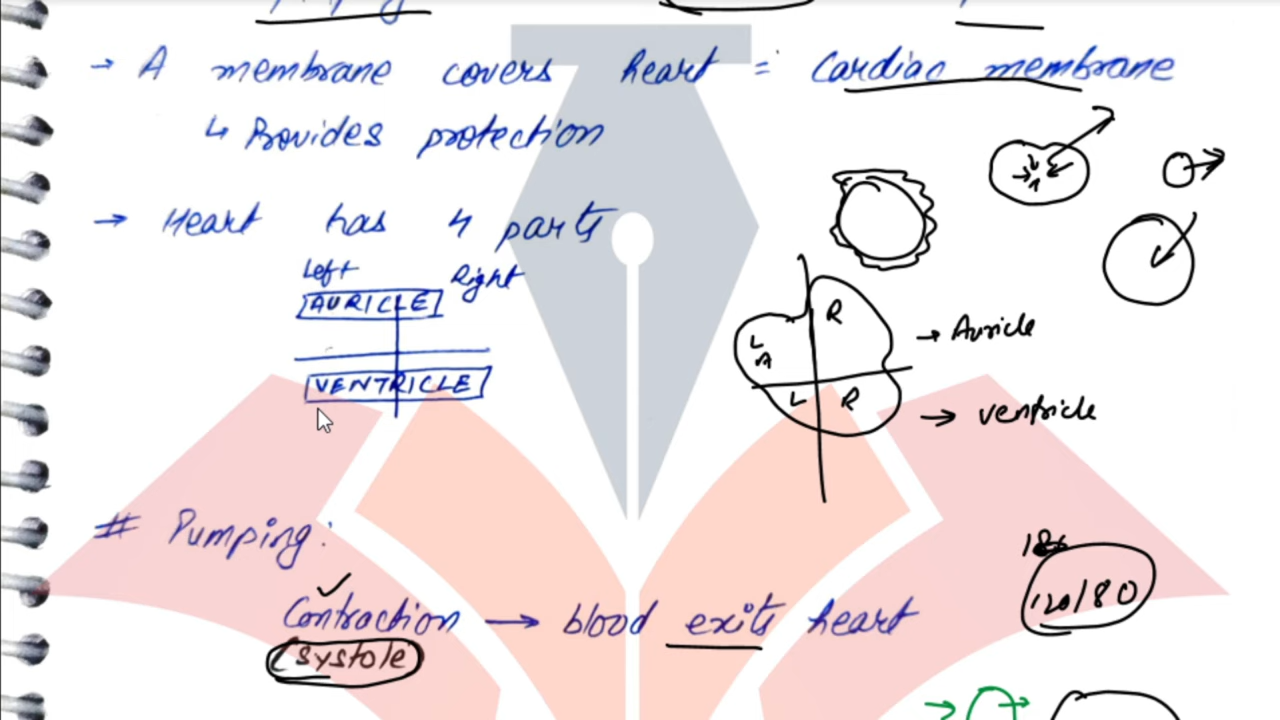 → A membrane covers heart = Cardiac membrane
↳ Provides protection
→ Heart has 4 parts
Left Right
AURICLE
VENTRICLE
L R
A
→ Auricle
L R
→ ventricle
# Pumping:
120/80
Contraction → blood exits heart
(systole)